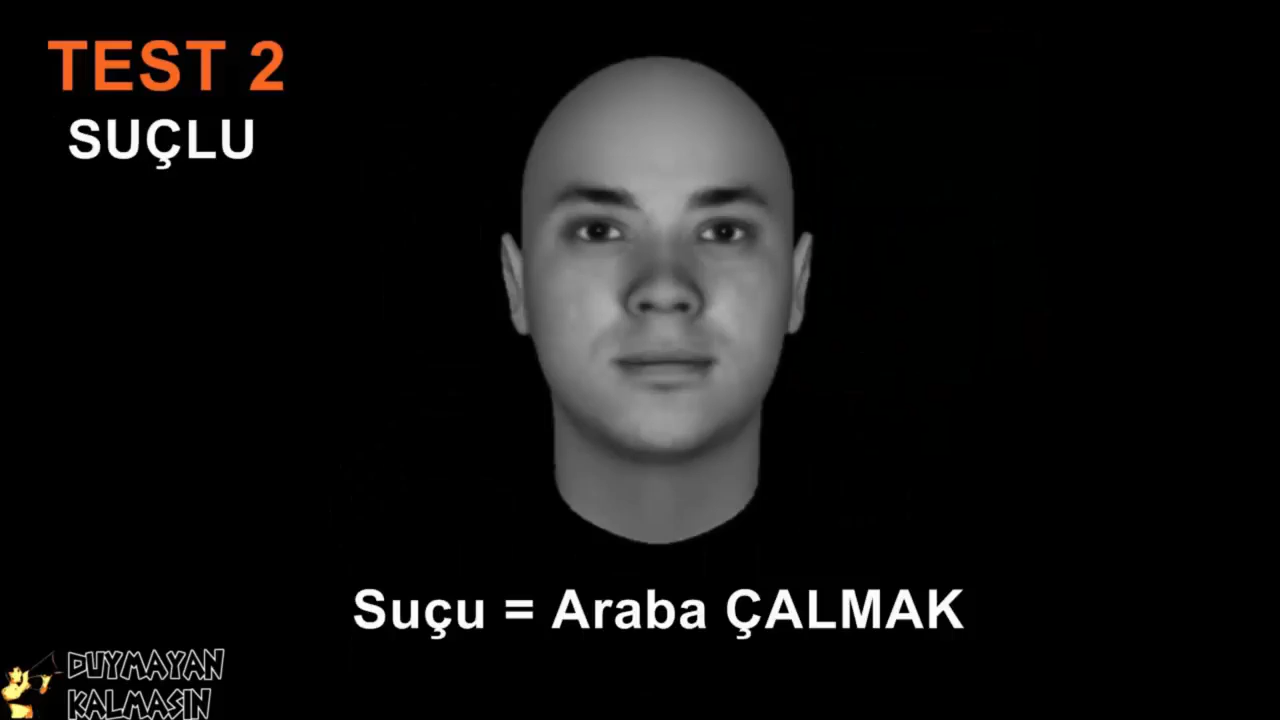 TEST 2
SUÇLU
Suçu = Araba ÇALMAK
DUYMAYAN
KALMASIN